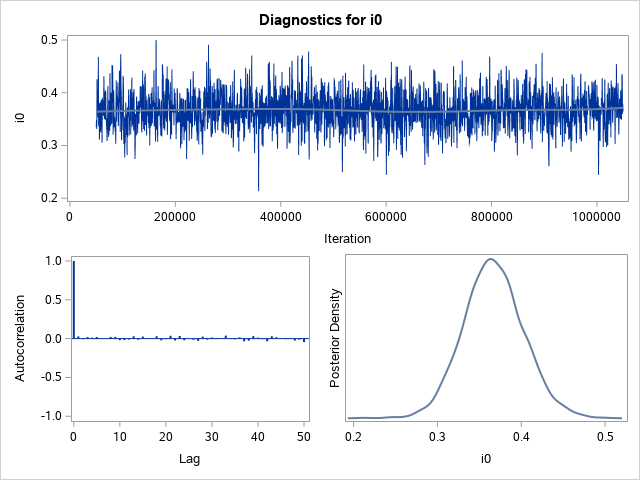 Diagnostics for i0
0.5
0.4
0.3
0.2
i0
0 200000 400000 600000 800000 1000000
Iteration
1.0
0.5
0.0
-0.5
-1.0
Autocorrelation
0 10 20 30 40 50
Lag
Posterior Density
0.2 0.3 0.4 0.5
i0